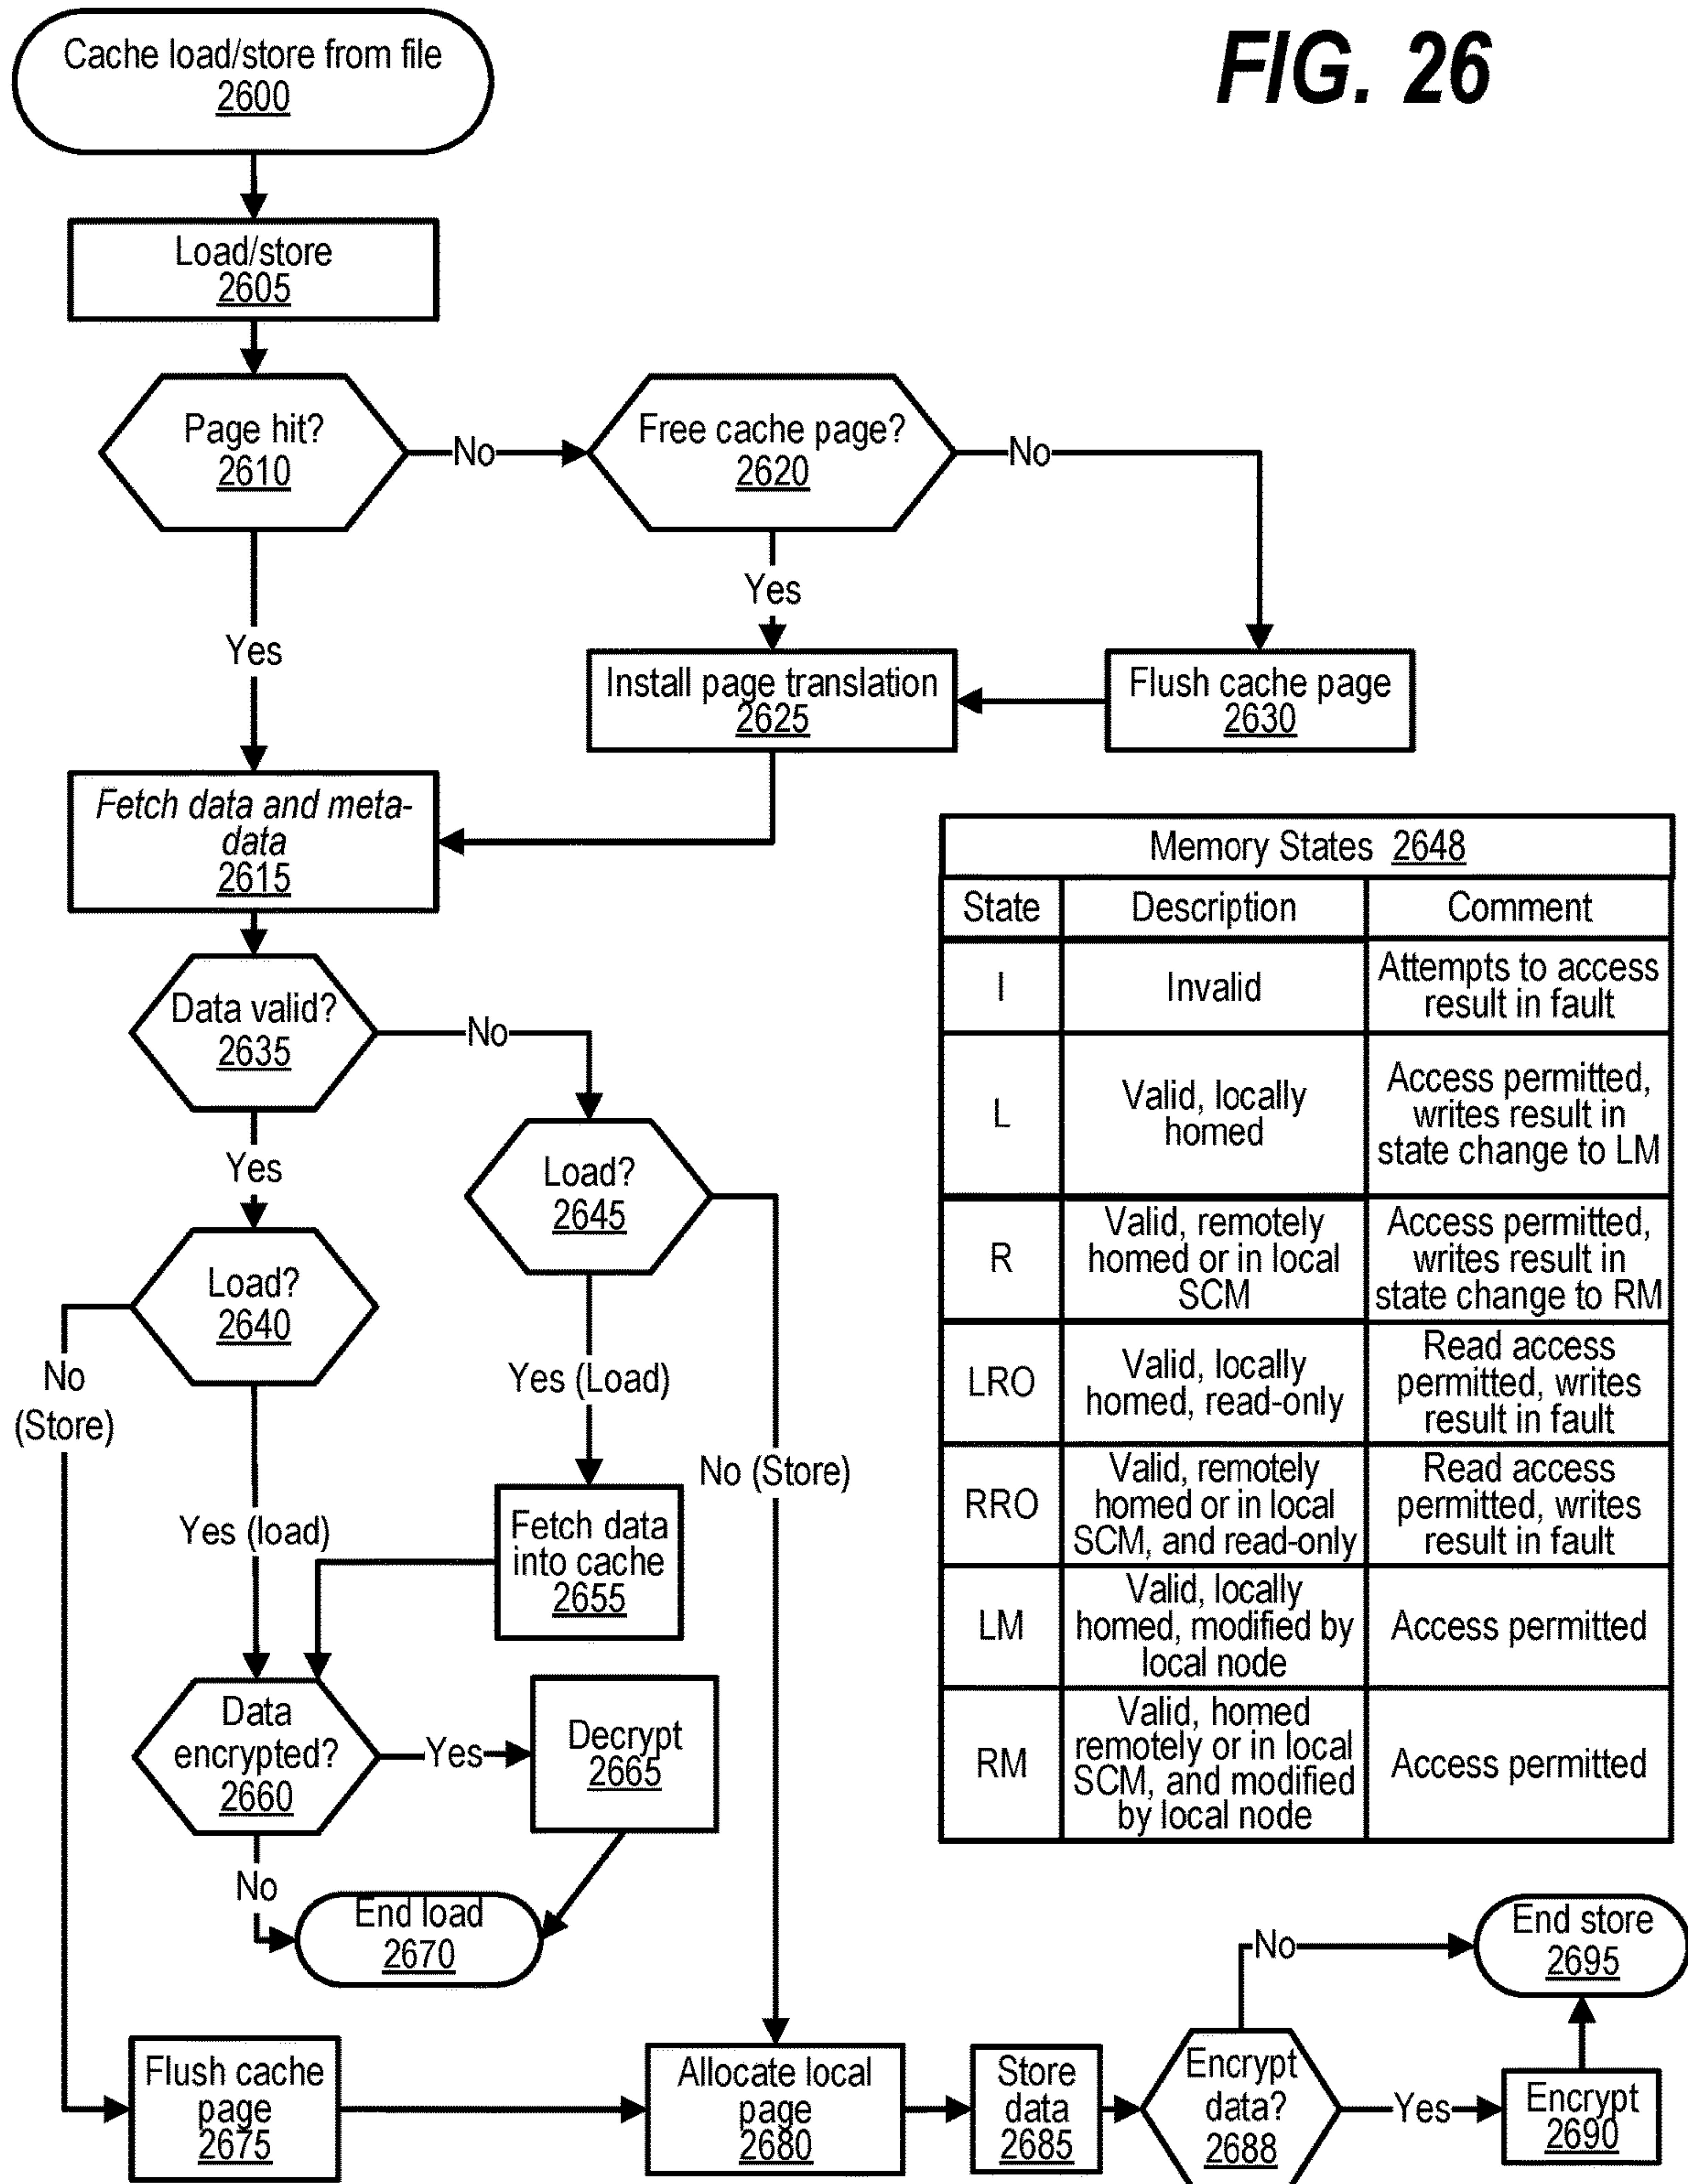 FIG. 26
Cache load/store from file
2600
Load/store
2605
Page hit?
2610
No
Free cache page?
2620
No
Yes
Yes
Install page translation
2625
Flush cache page
2630
Fetch data and meta-
data
2615
Data valid?
2635
No
Yes
Load?
2645
Load?
2640
No
(Store)
Yes (Load)
No (Store)
Yes (load)
Fetch data
into cache
2655
Data
encrypted?
2660
Yes
Decrypt
2665
No
End load
2670
Memory States 2648
State
Description
Comment
I
Invalid
Attempts to access
result in fault
L
Valid, locally
homed
Access permitted,
writes result in
state change to LM
R
Valid, remotely
homed or in local
SCM
Access permitted,
writes result in
state change to RM
LRO
Valid, locally
homed, read-only
Read access
permitted, writes
result in fault
RRO
Valid, remotely
homed or in local
SCM, and read-only
Read access
permitted, writes
result in fault
LM
Valid, locally
homed, modified by
local node
Access permitted
RM
Valid, homed
remotely or in local
SCM, and modified
by local node
Access permitted
Flush cache
page
2675
Allocate local
page
2680
Store
data
2685
Encrypt
data?
2688
No
Yes
Encrypt
2690
End store
2695